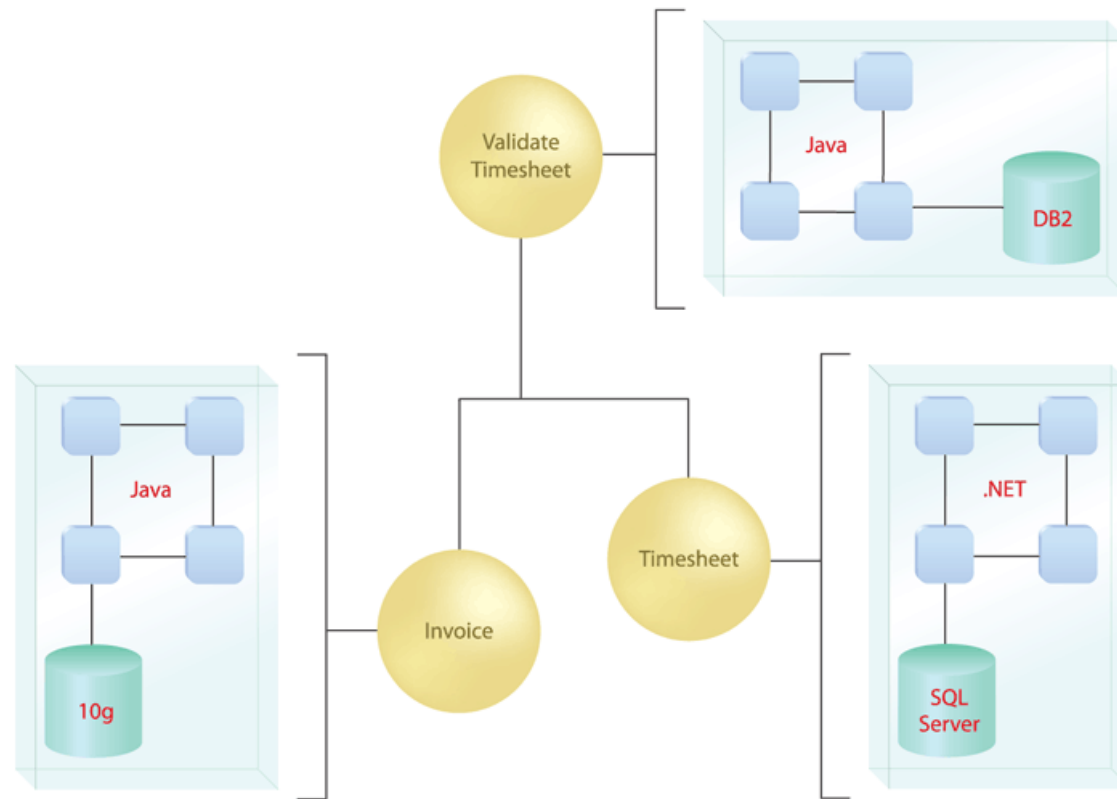 Validate
Timesheet
Java
DB2
Java
10g
Invoice
Timesheet
.NET
SQL
Server